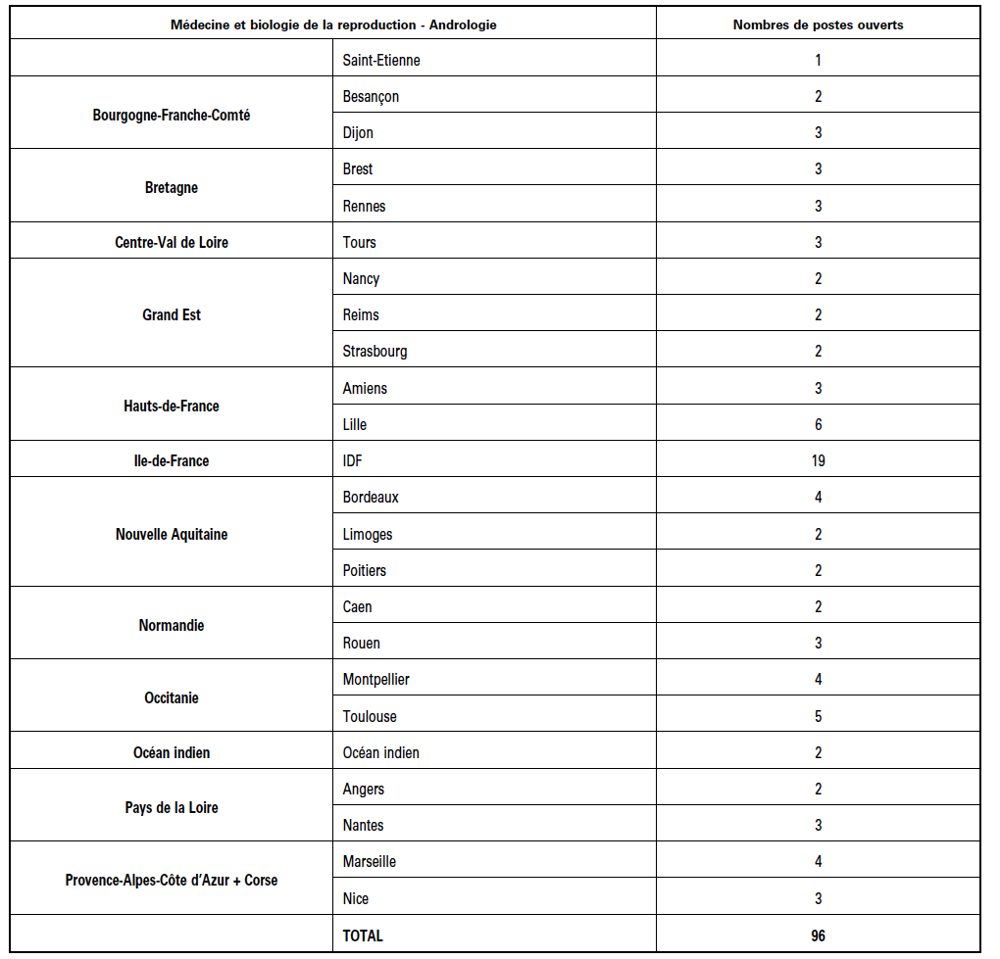 Médecine et biologie de la reproduction - Andrologie Nombres de postes ouverts
Saint-Etienne 1
Bourgogne-Franche-Comté
Besançon 2
Dijon 3
Bretagne
Brest 3
Rennes 3
Centre-Val de Loire Tours 3
Grand Est
Nancy 2
Reims 2
Strasbourg 2
Hauts-de-France
Amiens 3
Lille 6
Ile-de-France IDF 19
Nouvelle Aquitaine
Bordeaux 4
Limoges 2
Poitiers 2
Normandie
Caen 2
Rouen 3
Occitanie
Montpellier 4
Toulouse 5
Océan indien Océan indien 2
Pays de la Loire
Angers 2
Nantes 3
Provence-Alpes-Côte d’Azur + Corse
Marseille 4
Nice 3
TOTAL 96